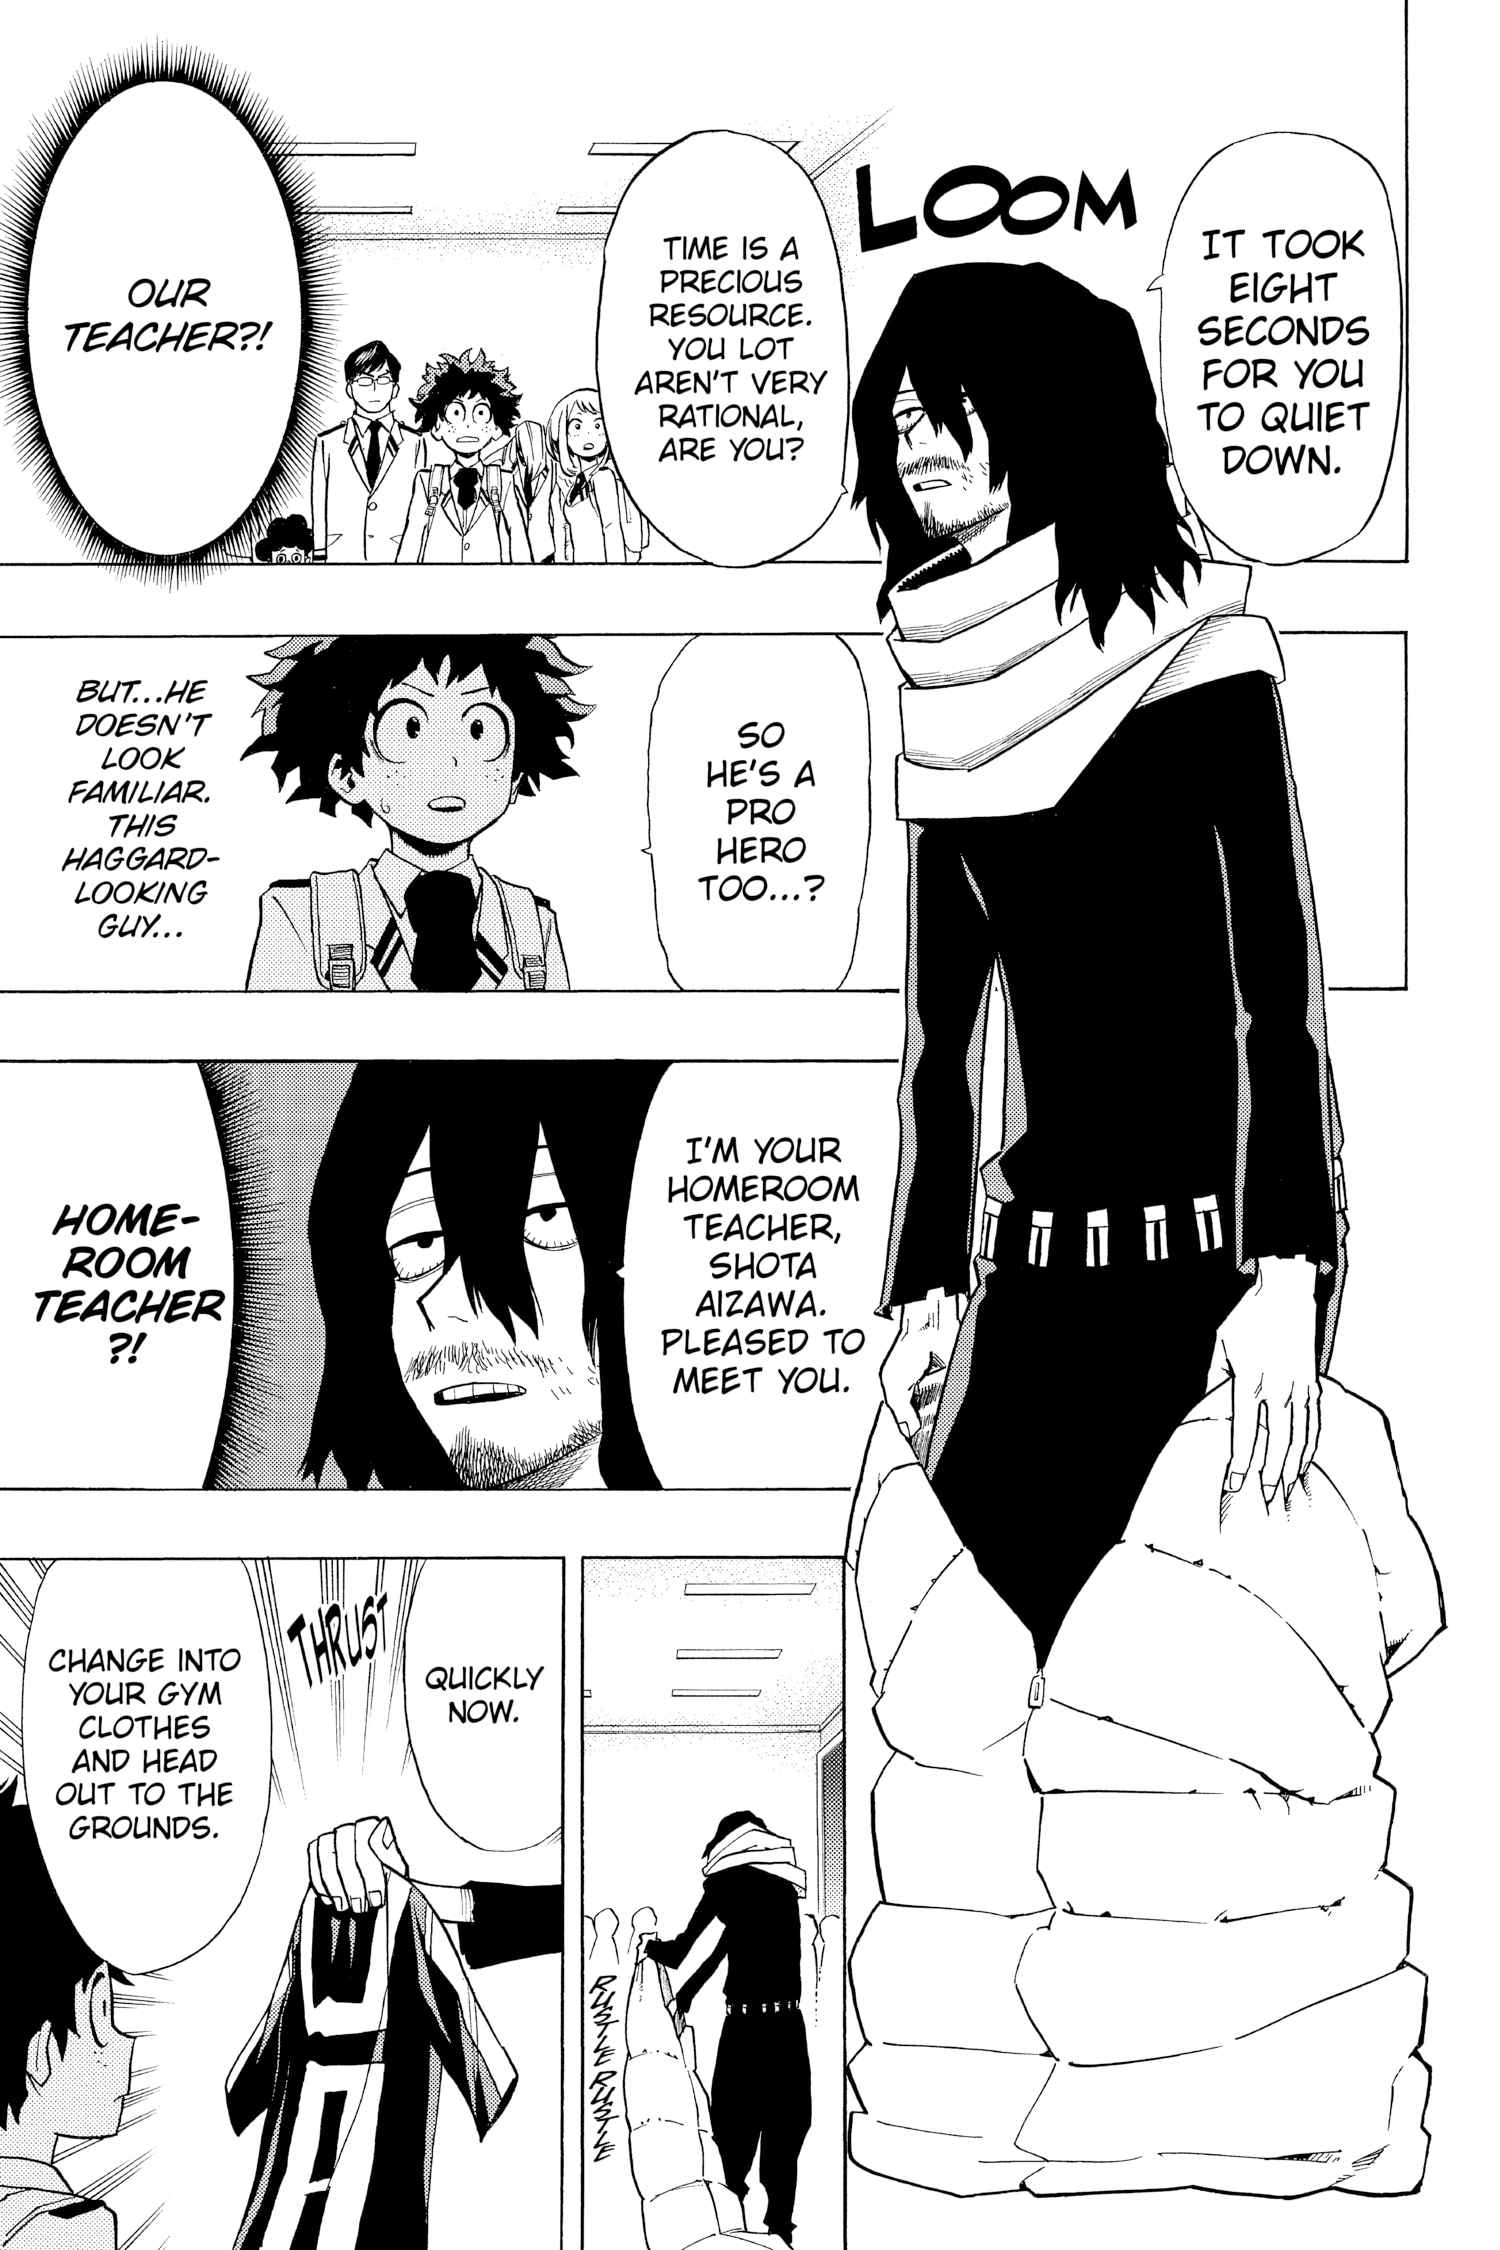 IT TOOK
EIGHT
SECONDS
FOR YOU
TO QUIET
DOWN.
LOOM
TIME IS A
PRECIOUS
RESOURCE.
YOU LOT
AREN'T VERY
RATIONAL,
ARE YOU?
OUR
TEACHER?!
SO
HE'S A
PRO
HERO
TOO...?
BUT...HE
DOESN'T
LOOK
FAMILIAR.
THIS
HAGGARD-
LOOKING
GUY...
I'M YOUR
HOMEROOM
TEACHER,
SHOTA
AIZAWA.
PLEASED TO
MEET YOU.
HOME-
ROOM
TEACHER
?!
RUSTLE RUSTLE
QUICKLY
NOW.
THRUST
CHANGE INTO
YOUR GYM
CLOTHES
AND HEAD
OUT TO THE
GROUNDS.